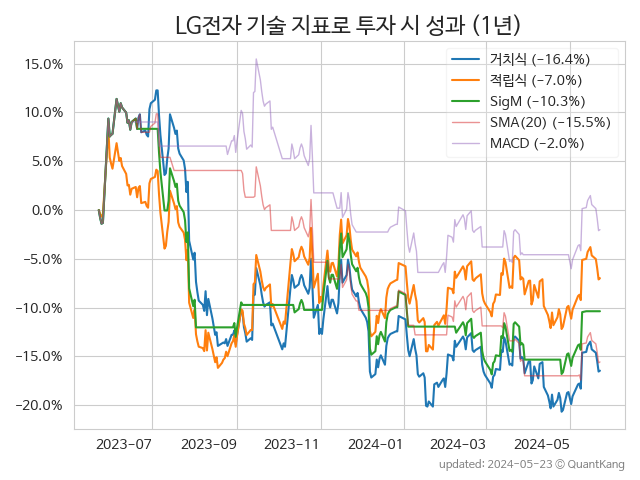 LG전자 기술 지표로 투자 시 성과 (1년)
거치식 (−16.4%)
적립식 (−7.0%)
SigM (−10.3%)
SMA(20) (−15.5%)
MACD (−2.0%)
15.0%
10.0%
5.0%
0.0%
−5.0%
−10.0%
−15.0%
−20.0%
2023−07
2023−09
2023−11
2024−01
2024−03
2024−05
updated: 2024−05−23 ⓒ QuantKang